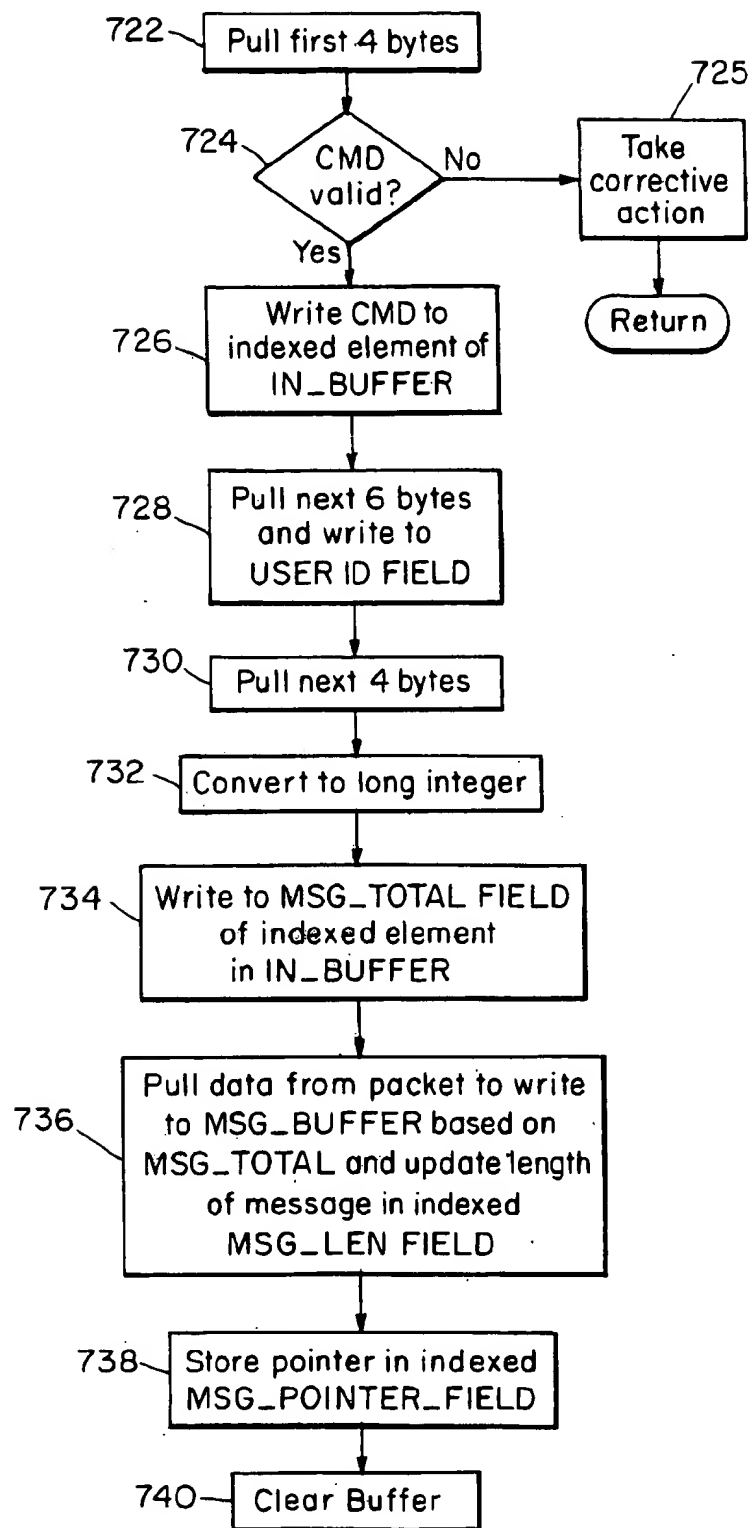 722
Pull first 4 bytes
724
CMD
valid?
No
725
Take
corrective
action
Return
Yes
726
Write CMD to
indexed element of
IN_BUFFER
728
Pull next 6 bytes
and write to
USER ID FIELD
730
Pull next 4 bytes
732
Convert to long integer
734
Write to MSG_TOTAL FIELD
of indexed element
in IN_BUFFER
736
Pull data from packet to write
to MSG_BUFFER based on
MSG_TOTAL and update length
of message in indexed
MSG_LEN FIELD
738
Store pointer in indexed
MSG_POINTER_FIELD
740
Clear Buffer